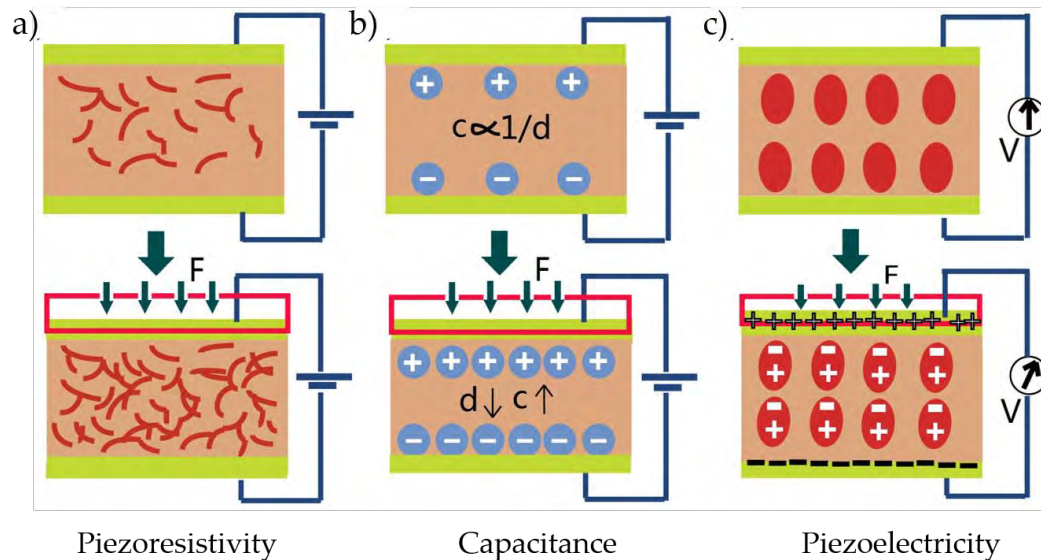 a)
b)
c)
+ + +
c∝1/d
− − −
V
F
F
F
+ + + + + + + + + + + +
+ + + + + +
d↓ c↑
− − − − − −
− − − −
+ + + +
− − − −
+ + + +
V
Piezoresistivity
Capacitance
Piezoelectricity